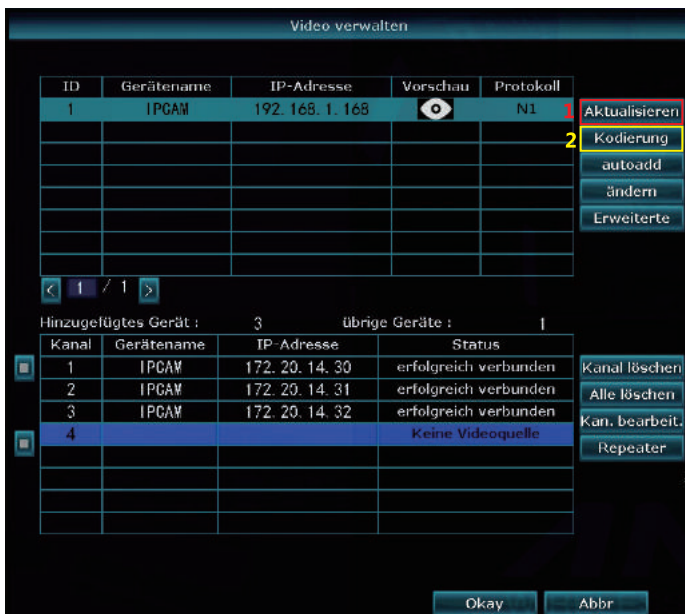 Video verwalten
ID Gerätename IP-Adresse Vorschau Protokoll
1 IPCAM 192. 168. 1. 168 N1
1 Aktualisieren
2 Kodierung
autoadd
ändern
Erweiterte
< 1 / 1 >
Hinzugefügtes Gerät : 3 übrige Geräte : 1
Kanal Gerätename IP-Adresse Status
1 IPCAM 172. 20. 14. 30 erfolgreich verbunden
2 IPCAM 172. 20. 14. 31 erfolgreich verbunden
3 IPCAM 172. 20. 14. 32 erfolgreich verbunden
4 Keine Videoquelle
Kanal löschen
Alle löschen
Kan. bearbeit.
Repeater
Okay Abbr